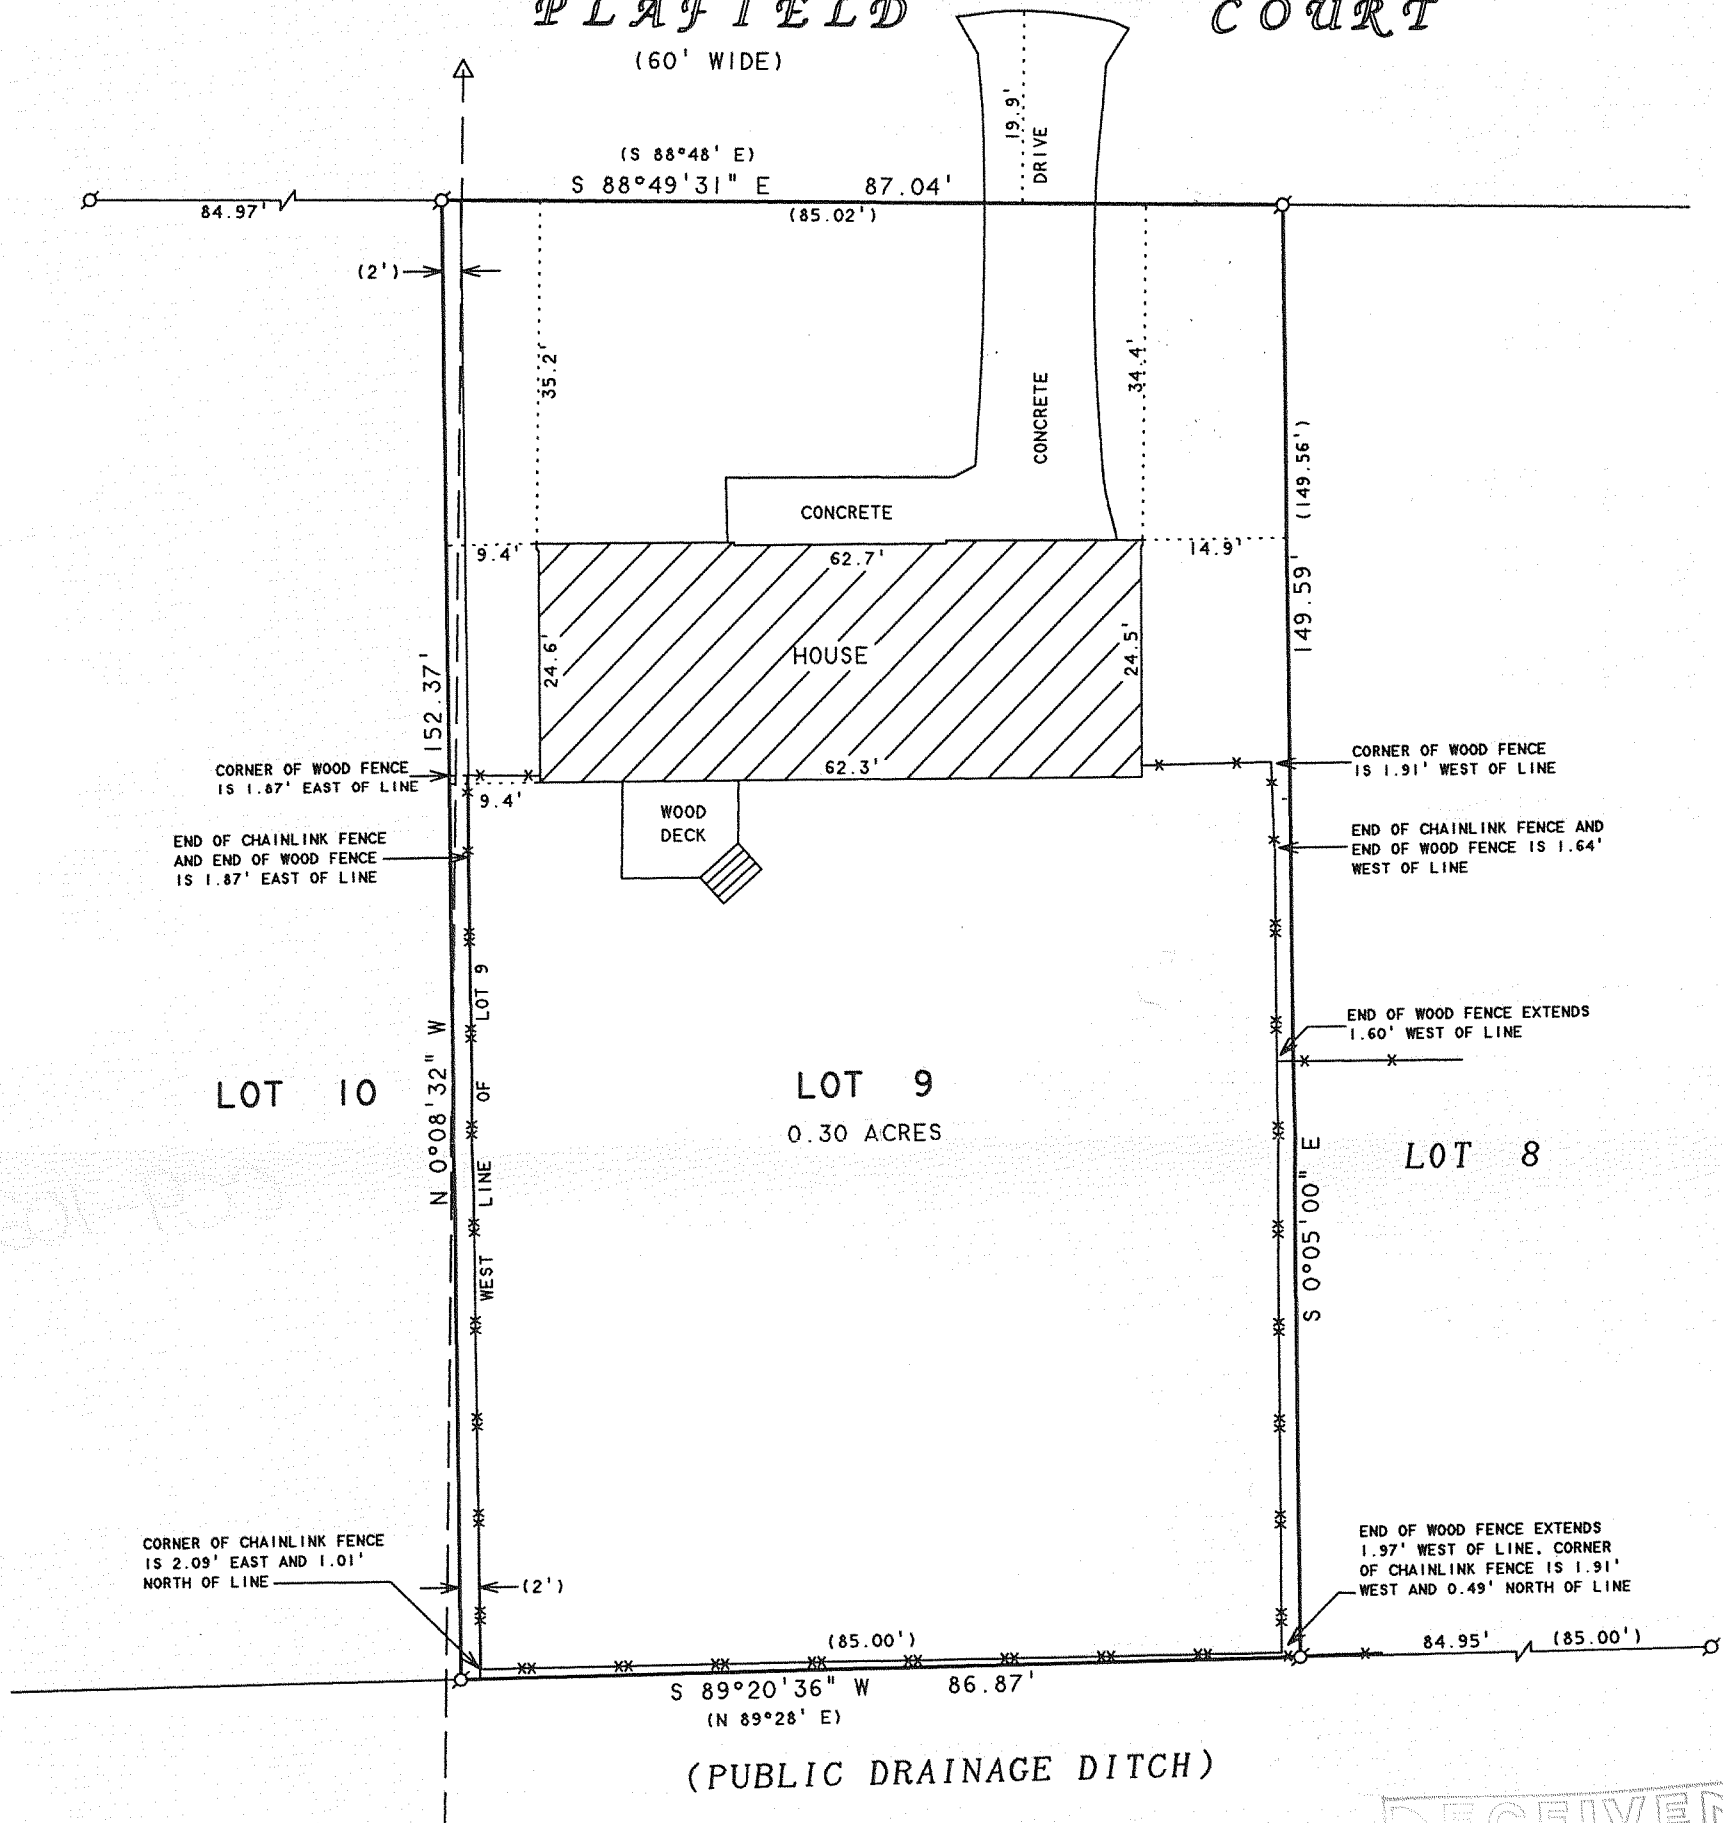 PLAFIELD COURT
(60' WIDE)
19.9'
DRIVE
(S 88°48' E)
S 88°49'31" E 87.04'
(85.02')
84.97'
(2')
35.2'
34.4'
CONCRETE
(149.56')
149.59'
CONCRETE
9.4'
62.7'
14.9'
24.6'
HOUSE
24.5'
152.37'
62.3'
CORNER OF WOOD FENCE
IS 1.87' EAST OF LINE
9.4'
CORNER OF WOOD FENCE
IS 1.91' WEST OF LINE
WOOD
DECK
END OF CHAINLINK FENCE
AND END OF WOOD FENCE
IS 1.87' EAST OF LINE
END OF CHAINLINK FENCE AND
END OF WOOD FENCE IS 1.64'
WEST OF LINE
END OF WOOD FENCE EXTENDS
1.60' WEST OF LINE
N 0°08'32" W
WEST LINE OF LOT 9
LOT 10
LOT 9
0.30 ACRES
LOT 8
S 0°05'00" E
CORNER OF CHAINLINK FENCE
IS 2.09' EAST AND 1.01'
NORTH OF LINE
(2')
END OF WOOD FENCE EXTENDS
1.97' WEST OF LINE. CORNER
OF CHAINLINK FENCE IS 1.91'
WEST AND 0.49' NORTH OF LINE
(85.00')
84.95' (85.00')
S 89°20'36" W 86.87'
(N 89°28' E)
(PUBLIC DRAINAGE DITCH)